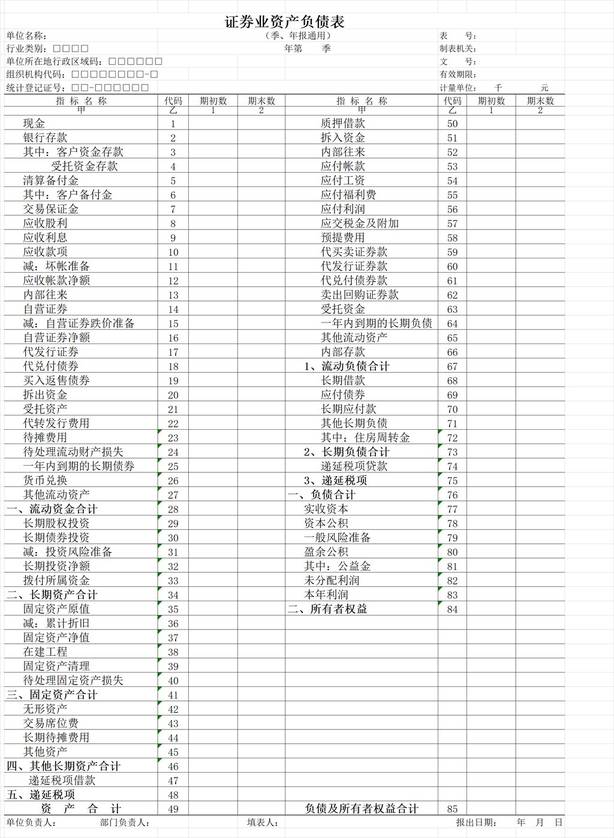 证券业资产负债表
单位名称： （季、年报通用） 表 号：
行业类别：□□□□ 年第 季 制表机关：
单位所在地行政区域码：□□□□□□ 文 号：
组织机构代码：□□□□□□□□-□ 有效期限：
统计登记证号：□□-□□□□□□ 计量单位： 千 元
指 标 名 称 代码 期初数 期末数 指 标 名 称 代码 期初数 期末数
甲 乙 1 2 甲 乙 1 2
现金 1 质押借款 50
银行存款 2 拆入资金 51
其中：客户资金存款 3 内部往来 52
受托资金存款 4 应付帐款 53
清算备付金 5 应付工资 54
其中：客户备付金 6 应付福利费 55
交易保证金 7 应付利润 56
应收股利 8 应交税金及附加 57
应收利息 9 预提费用 58
应收款项 10 代买卖证券款 59
减：坏帐准备 11 代发行证券款 60
应收帐款净额 12 代兑付债券款 61
内部往来 13 卖出回购证券款 62
自营证券 14 受托资金 63
减：自营证券跌价准备 15 一年内到期的长期负债 64
自营证券净额 16 其他流动资产 65
代发行证券 17 内部存款 66
代兑付债券 18 1、流动负债合计 67
买入返售债券 19 长期借款 68
拆出资金 20 应付债券 69
受托资产 21 长期应付款 70
代转发行费用 22 其他长期负债 71
待摊费用 23 其中：住房周转金 72
待处理流动财产损失 24 2、长期负债合计 73
一年内到期的长期债券 25 递延税项贷款 74
货币兑换 26 3、递延税项 75
其他流动资产 27 一、负债合计 76
一、流动资金合计 28 实收资本 77
长期股权投资 29 资本公积 78
长期债券投资 30 一般风险准备 79
减：投资风险准备 31 盈余公积 80
长期投资净额 32 其中：公益金 81
拨付所属资金 33 未分配利润 82
二、长期资产合计 34 本年利润 83
固定资产原值 35 二、所有者权益 84
减：累计折旧 36
固定资产净值 37
在建工程 38
固定资产清理 39
待处理固定资产损失 40
三、固定资产合计 41
无形资产 42
交易席位费 43
长期待摊费用 44
其他资产 45
四、其他长期资产合计 46
递延税项借款 47
五、递延税项 48
资 产 合 计 49 负债及所有者权益合计 85
单位负责人： 部门负责人： 填表人： 报出日期： 年 月 日